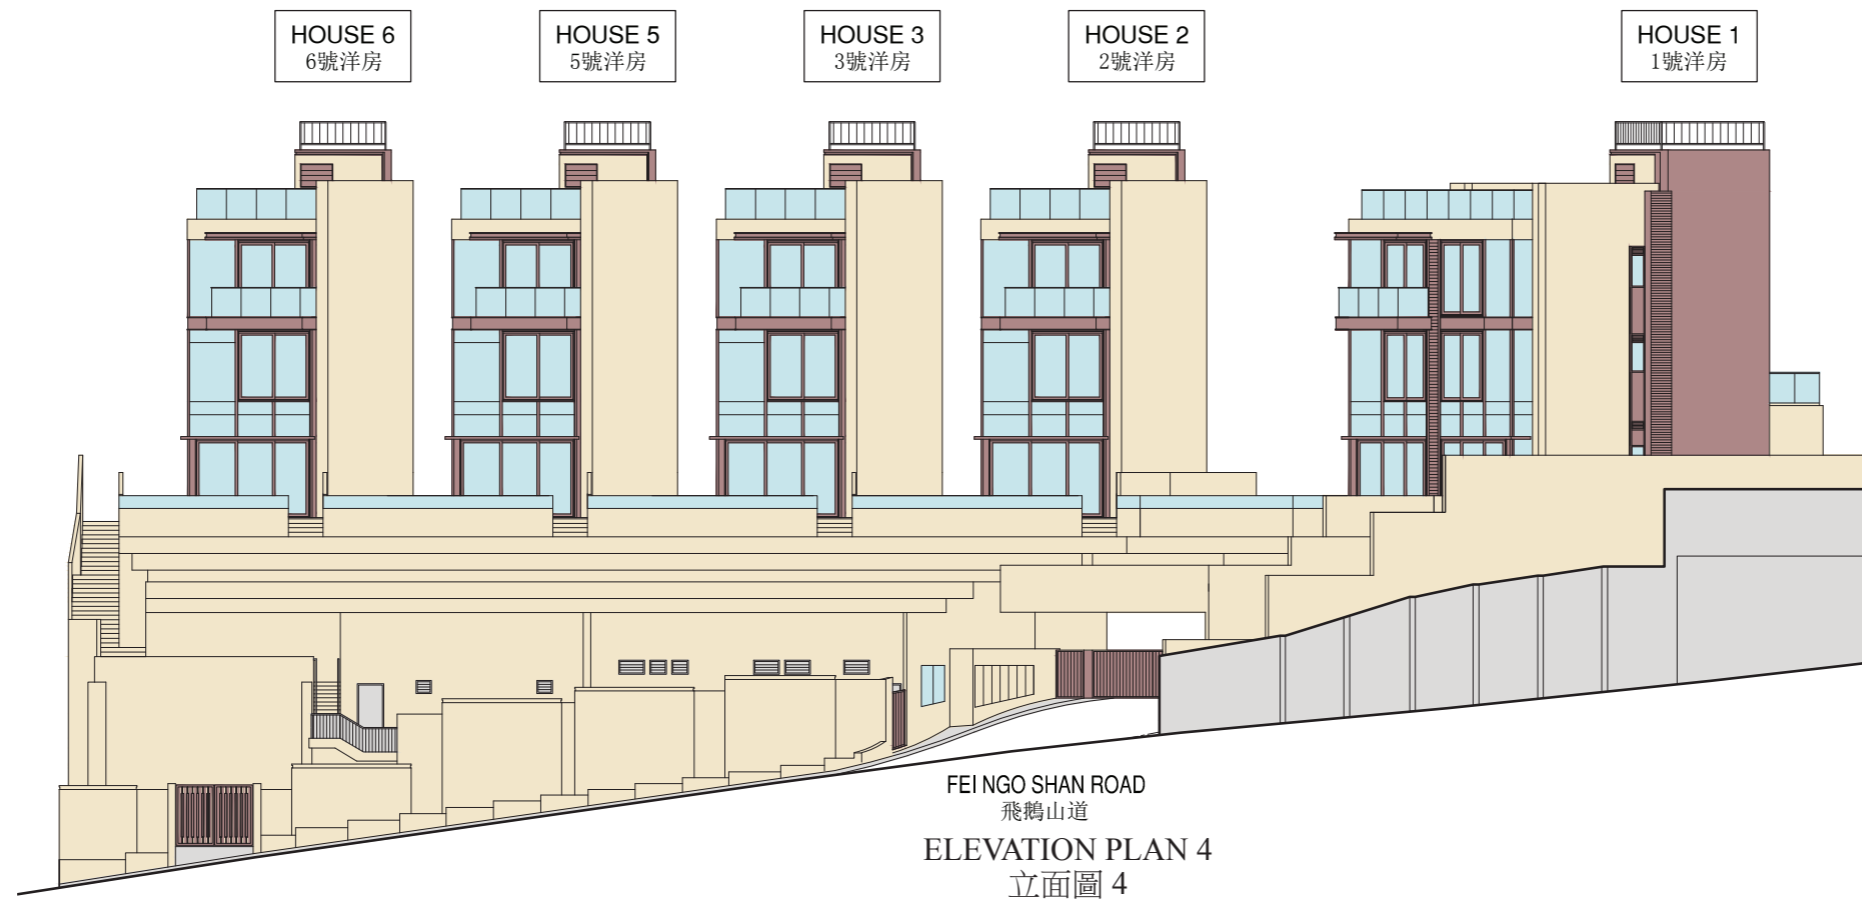 HOUSE 6
6號洋房
HOUSE 5
5號洋房
HOUSE 3
3號洋房
HOUSE 2
2號洋房
HOUSE 1
1號洋房
FEI NGO SHAN ROAD
飛鵝山道
ELEVATION PLAN 4
立面圖 4